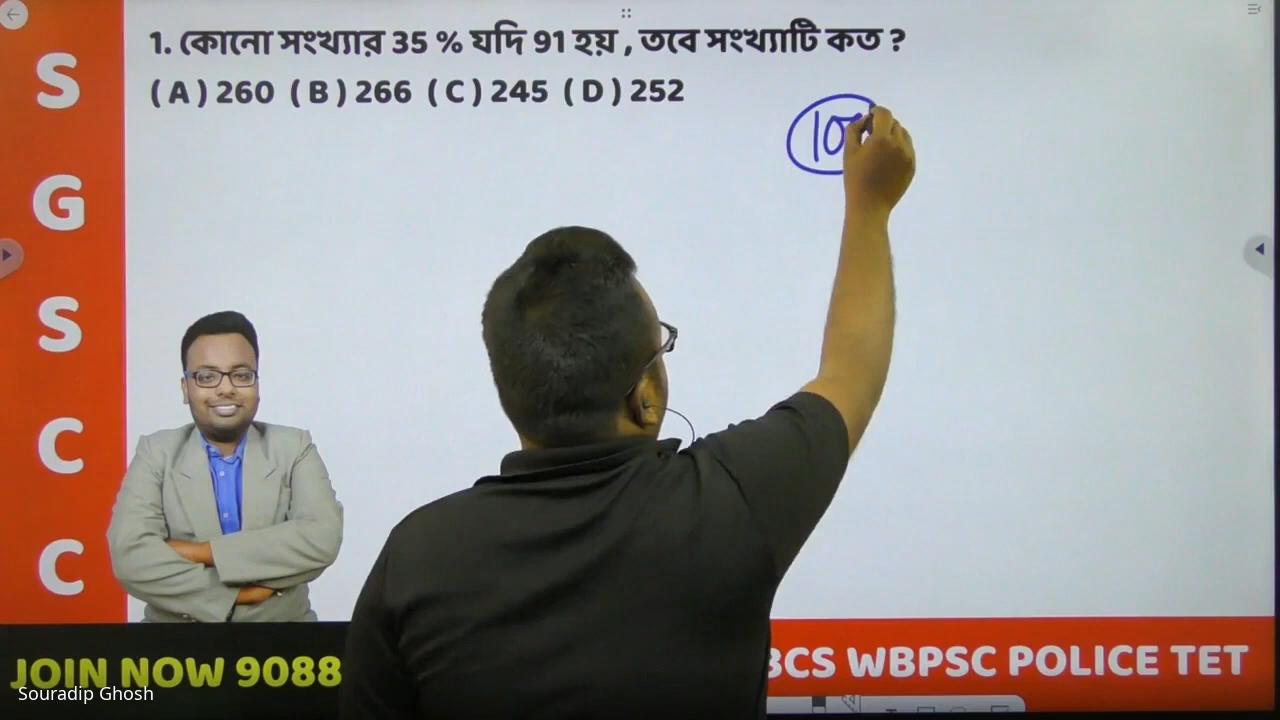 1. কোনো সংখ্যার 35 % যদি 91 হয় , তবে সংখ্যাটি কত ?
( A ) 260 ( B ) 266 ( C ) 245 ( D ) 252
10
S
G
S
C
C
JOIN NOW 9088
BCS WBPSC POLICE TET
Souradip Ghosh